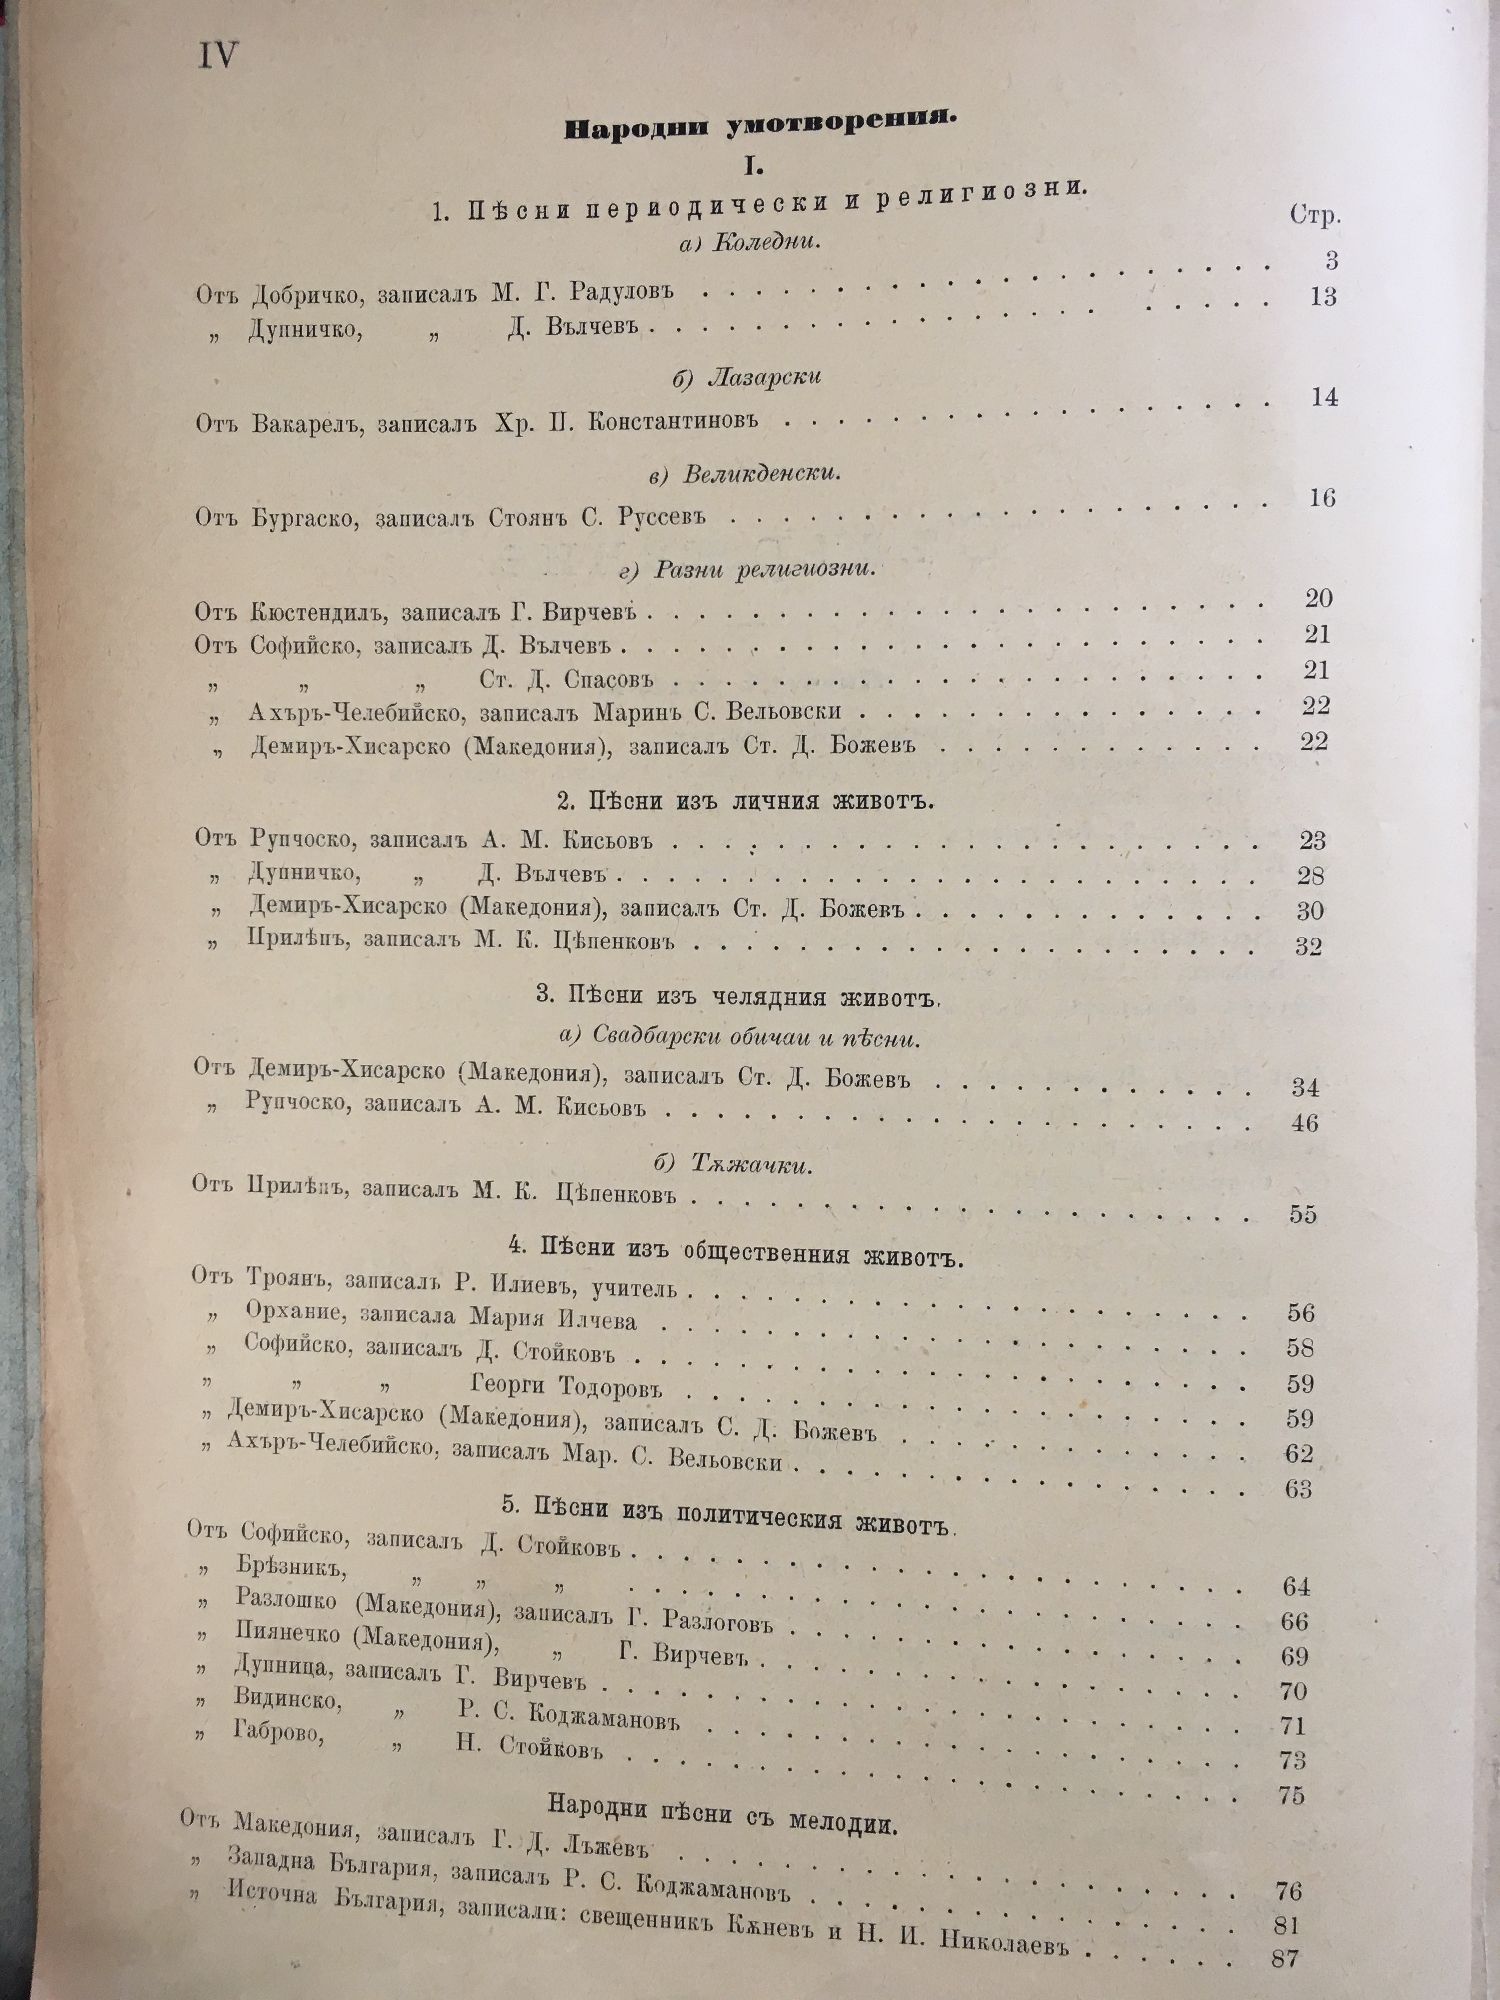 IV
Народни умотворения.
I.
1. Пѣсни периодически и религиозни.
Стр.
а) Коледни.
Отъ Добричко, записалъ М. Г. Радуловъ . . . . . . . . . . . . . . . . . . . . . 3
„ Дупничко, „ Д. Вълчевъ . . . . . . . . . . . . . . . . . . . . . 13
б) Лазарски
Отъ Вакарелъ, записалъ Хр. П. Константиновъ . . . . . . . . . . . . . . . . . . 14
в) Великденски.
Отъ Бургаско, записалъ Стоянъ С. Руссевъ . . . . . . . . . . . . . . . . . . . . 16
г) Разни религиозни.
Отъ Кюстендилъ, записалъ Г. Вирчевъ . . . . . . . . . . . . . . . . . . . . . . 20
Отъ Софийско, записалъ Д. Вълчевъ . . . . . . . . . . . . . . . . . . . . . . . 21
„ „ „ Ст. Д. Спасовъ . . . . . . . . . . . . . . . . . . . . . . 21
„ Ахъръ-Челебийско, записалъ Маринъ С. Вельовски . . . . . . . . . . . . . . . 22
„ Демиръ-Хисарско (Македония), записалъ Ст. Д. Божевъ . . . . . . . . . . . . 22
2. Пѣсни изъ личния животъ.
Отъ Рупчоско, записалъ А. М. Кисьовъ . . . . . . . . . . . . . . . . . . . . . . 23
„ Дупничко, „ Д. Вълчевъ . . . . . . . . . . . . . . . . . . . . . . . 28
„ Демиръ-Хисарско (Македония), записалъ Ст. Д. Божевъ . . . . . . . . . . . . . 30
„ Прилѣпъ, записалъ М. К. Цѣпенковъ . . . . . . . . . . . . . . . . . . . . . 32
3. Пѣсни изъ челядния животъ.
а) Свадбарски обичаи и пѣсни.
Отъ Демиръ-Хисарско (Македония), записалъ Ст. Д. Божевъ . . . . . . . . . . . . 34
„ Рупчоско, записалъ А. М. Кисьовъ . . . . . . . . . . . . . . . . . . . . . . 46
б) Тѫжачки.
Отъ Прилѣпъ, записалъ М. К. Цѣпенковъ . . . . . . . . . . . . . . . . . . . . . 55
4. Пѣсни изъ общественния животъ.
Отъ Троянъ, записалъ Р. Илиевъ, учитель . . . . . . . . . . . . . . . . . . . . . 56
„ Орхание, записала Мария Илчева . . . . . . . . . . . . . . . . . . . . . . 58
„ Софийско, записалъ Д. Стойковъ . . . . . . . . . . . . . . . . . . . . . . . 59
„ „ „ Георги Тодоровъ . . . . . . . . . . . . . . . . . . . . . 59
„ Демиръ-Хисарско (Македония), записалъ С. Д. Божевъ . . . . . . . . . . . . . 62
„ Ахъръ-Челебийско, записалъ Мар. С. Вельовски . . . . . . . . . . . . . . . . . 63
5. Пѣсни изъ политическия животъ.
Отъ Софийско, записалъ Д. Стойковъ . . . . . . . . . . . . . . . . . . . . . . . 64
„ Брѣзникъ, „ „ „ . . . . . . . . . . . . . . . . . . . . . . . 66
„ Разлошко (Македония), записалъ Г. Разлоговъ . . . . . . . . . . . . . . . . . 69
„ Пиянечко (Македония), „ Г. Вирчевъ . . . . . . . . . . . . . . . . . . 70
„ Дупница, записалъ Г. Вирчевъ . . . . . . . . . . . . . . . . . . . . . . . . 71
„ Видинско, „ Р. С. Коджамановъ . . . . . . . . . . . . . . . . . . . . 73
„ Габрово, „ Н. Стойковъ . . . . . . . . . . . . . . . . . . . . . . . 75
Народни пѣсни съ мелодии.
Отъ Македония, записалъ Г. Д. Лъжевъ . . . . . . . . . . . . . . . . . . . . . . 76
„ Западна България, записалъ Р. С. Коджамановъ . . . . . . . . . . . . . . . . 81
„ Источна България, записали: свещенникъ Кѫневъ и Н. И. Николаевъ . . . . . . 87